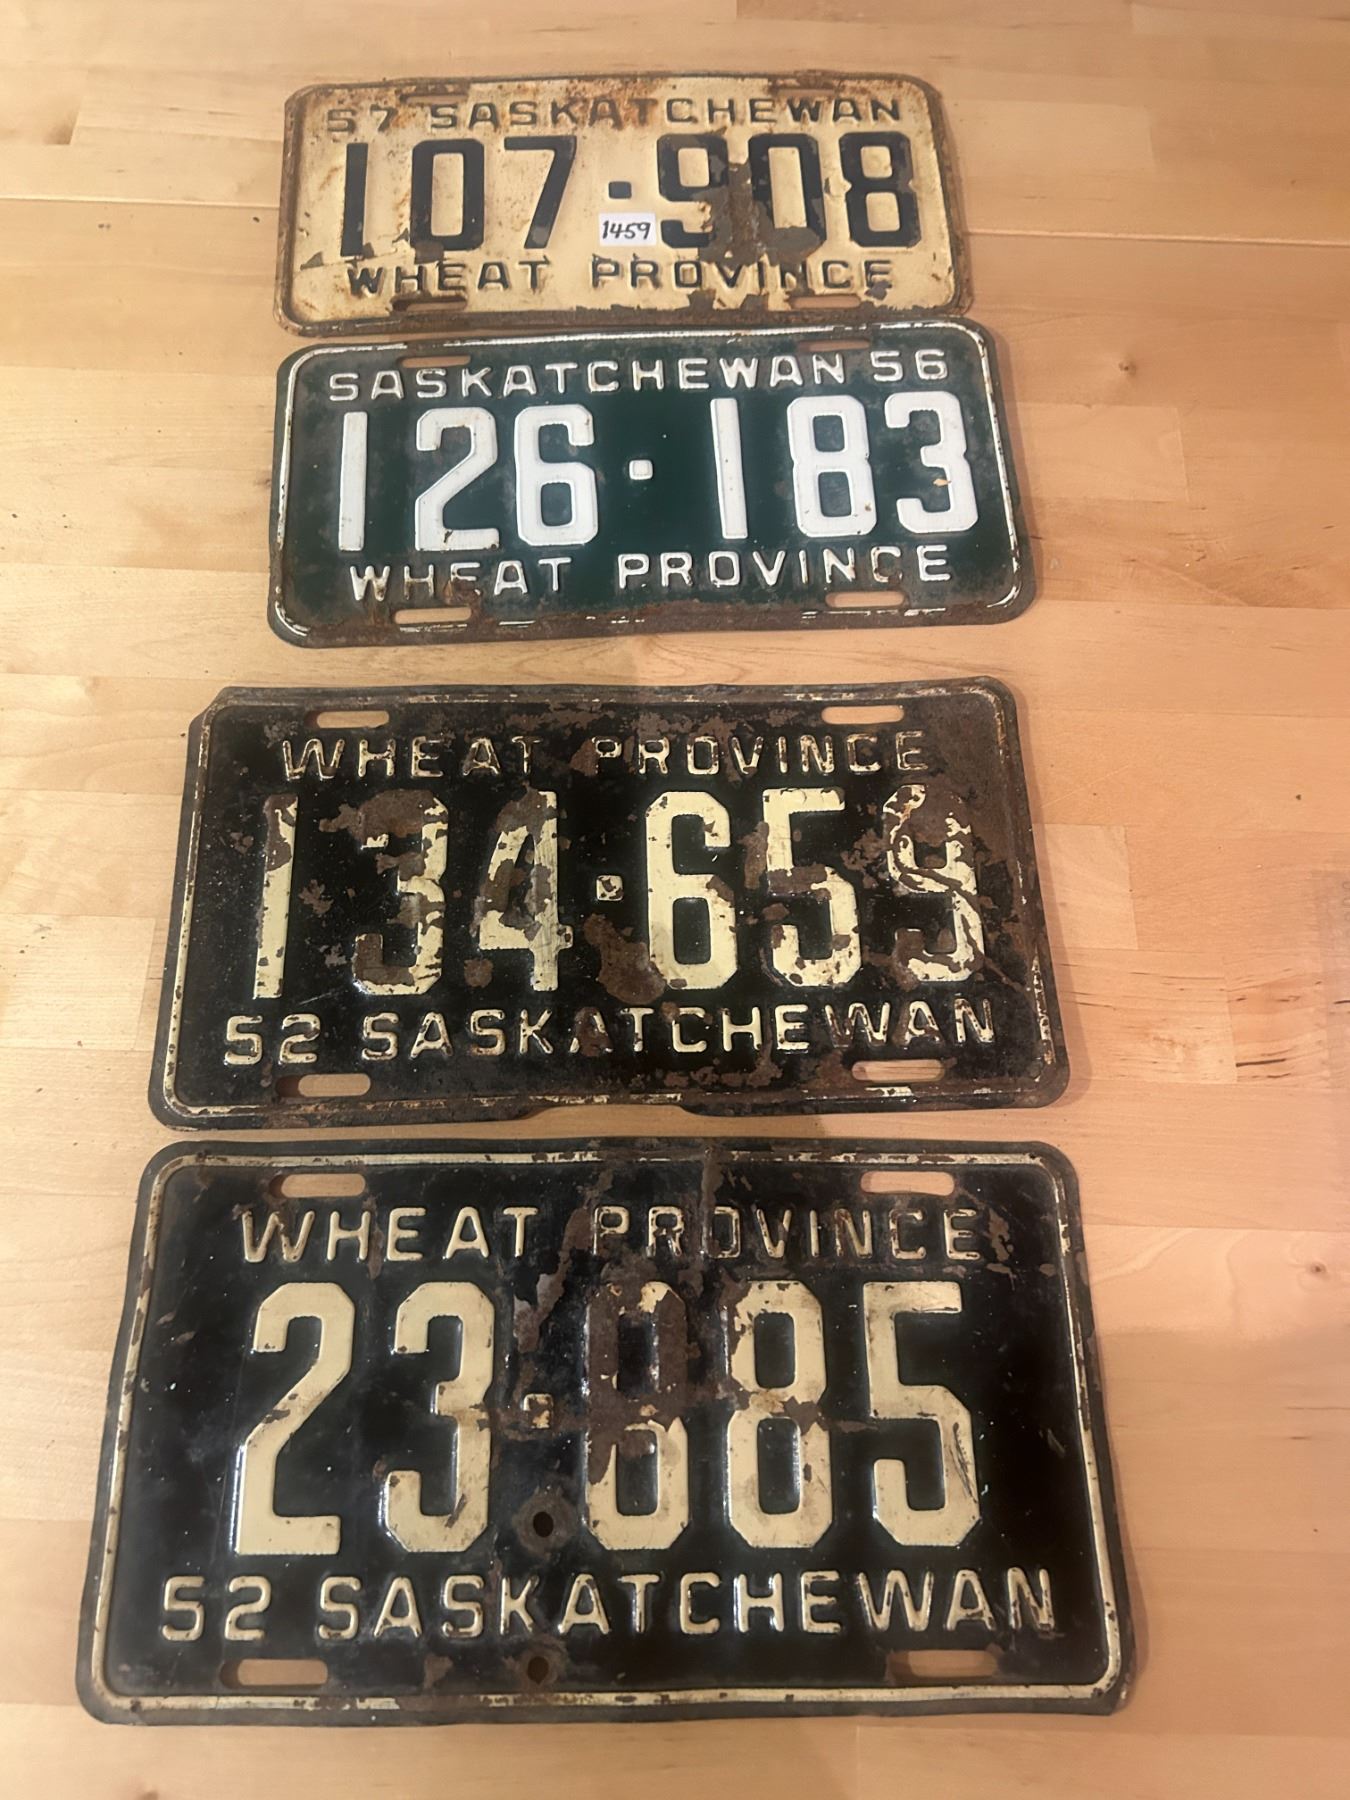 57 SASKATCHEWAN
107·908
1459
WHEAT PROVINCE
SASKATCHEWAN 56
126·183
WHEAT PROVINCE
WHEAT PROVINCE
134·659
52 SASKATCHEWAN
WHEAT PROVINCE
23·885
52 SASKATCHEWAN